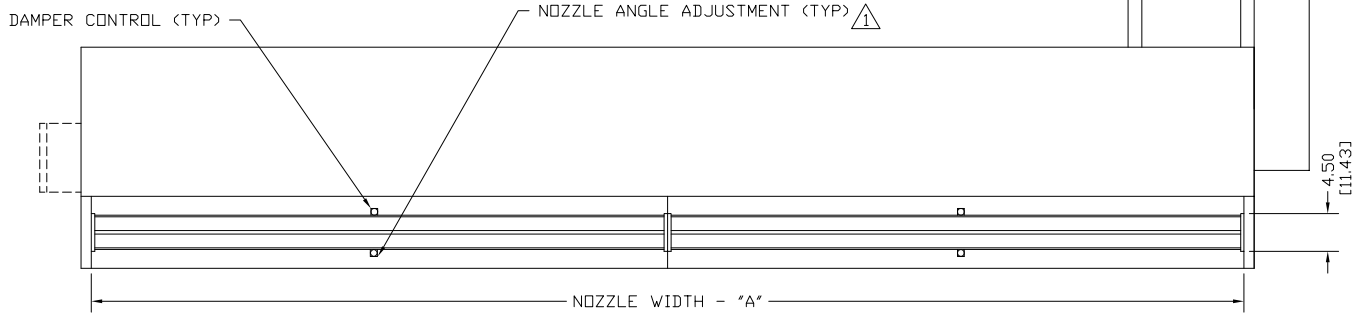 DAMPER CONTROL (TYP)
NOZZLE ANGLE ADJUSTMENT (TYP) 1
4.50
[11.43]
NOZZLE WIDTH - "A"